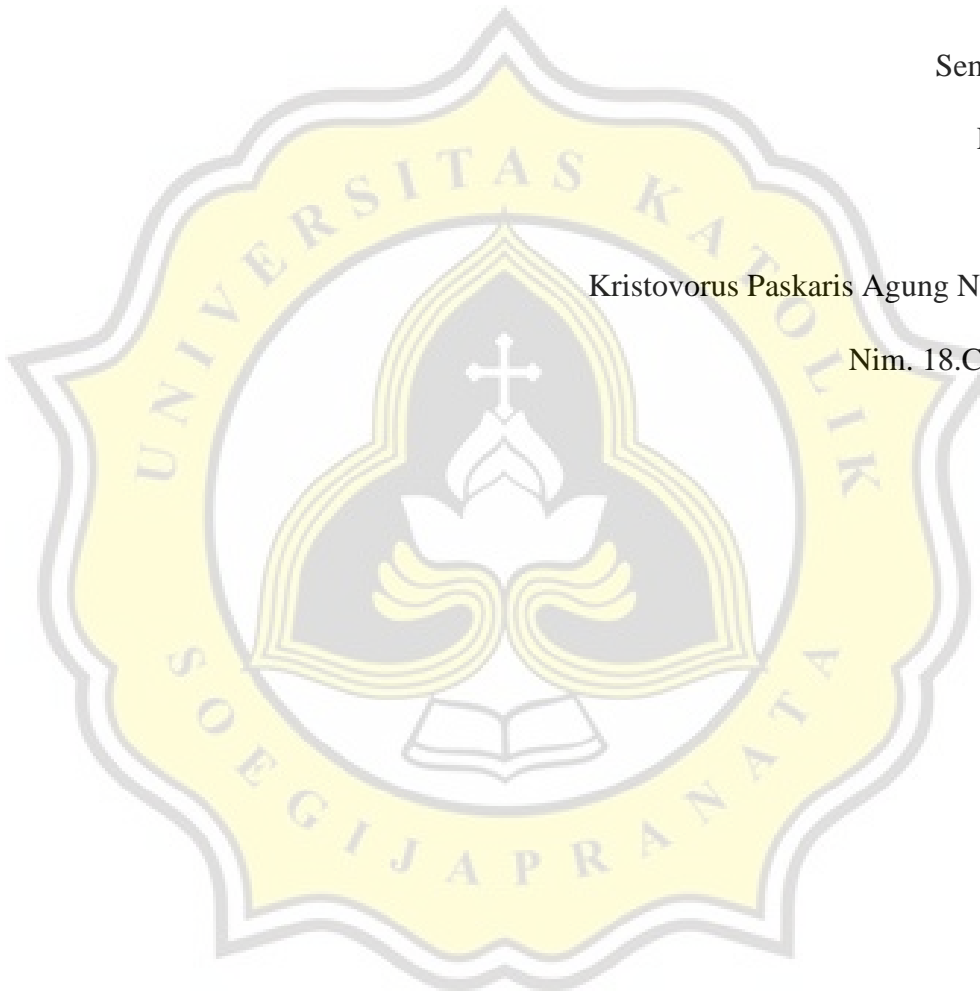 UNIVERSITAS KATOLIK
Sem
Kristovorus Paskaris Agung N
Nim. 18.C
SOEGIJAPRANATA